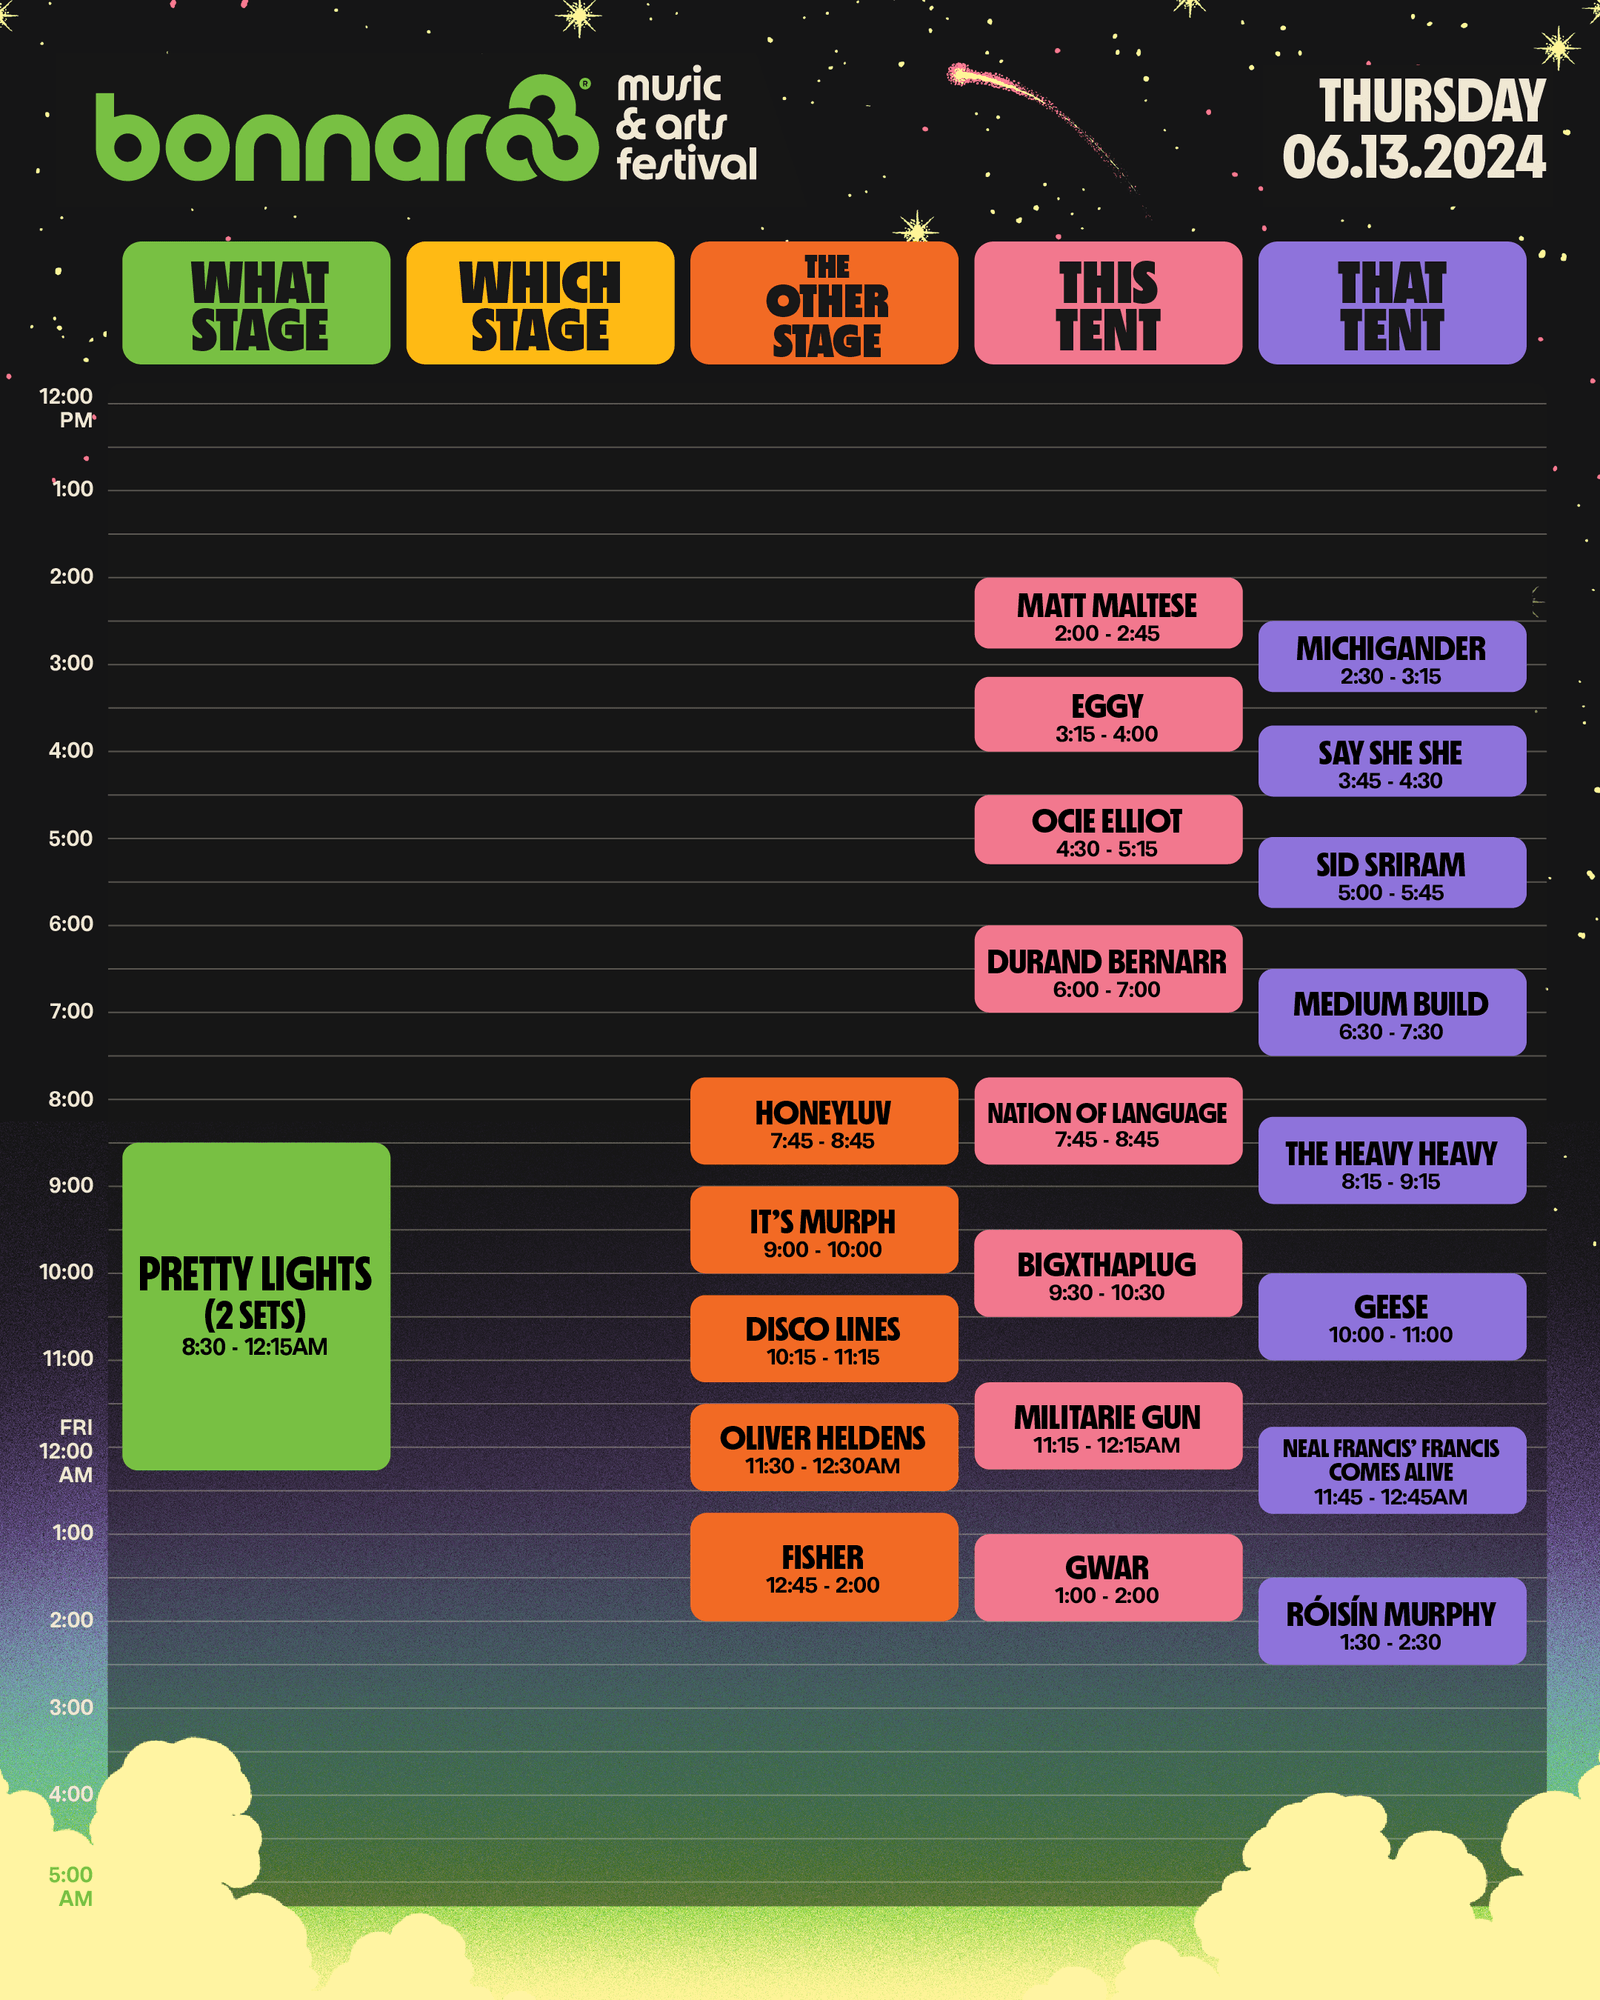 bonnaroo®
music
& arts
festival
THURSDAY
06.13.2024
WHAT
STAGE
WHICH
STAGE
THE
OTHER
STAGE
THIS
TENT
THAT
TENT
12:00
PM
1:00
2:00
3:00
4:00
5:00
6:00
7:00
8:00
9:00
10:00
11:00
FRI
12:00
AM
1:00
2:00
3:00
4:00
5:00
AM
PRETTY LIGHTS
(2 SETS)
8:30 - 12:15AM
HONEYLUV
7:45 - 8:45
IT'S MURPH
9:00 - 10:00
DISCO LINES
10:15 - 11:15
OLIVER HELDENS
11:30 - 12:30AM
FISHER
12:45 - 2:00
MATT MALTESE
2:00 - 2:45
EGGY
3:15 - 4:00
OCIE ELLIOT
4:30 - 5:15
DURAND BERNARR
6:00 - 7:00
NATION OF LANGUAGE
7:45 - 8:45
BIGXTHAPLUG
9:30 - 10:30
MILITARIE GUN
11:15 - 12:15AM
GWAR
1:00 - 2:00
MICHIGANDER
2:30 - 3:15
SAY SHE SHE
3:45 - 4:30
SID SRIRAM
5:00 - 5:45
MEDIUM BUILD
6:30 - 7:30
THE HEAVY HEAVY
8:15 - 9:15
GEESE
10:00 - 11:00
NEAL FRANCIS' FRANCIS
COMES ALIVE
11:45 - 12:45AM
RÓISÍN MURPHY
1:30 - 2:30